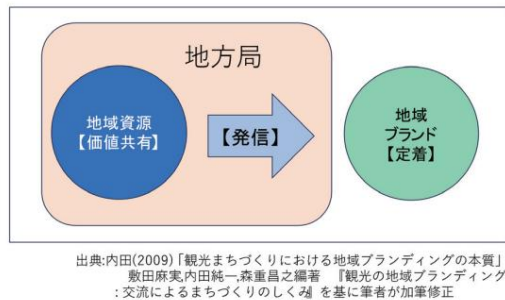 地方局
地域資源
【価値共有】
【発信】
地域
ブランド
【定着】
出典:内田(2009)「観光まちづくりにおける地域ブランディングの本質」
敷田麻実,内田純一,森重昌之編著 『観光の地域ブランディング
:交流によるまちづくりのしくみ』を基に筆者が加筆修正